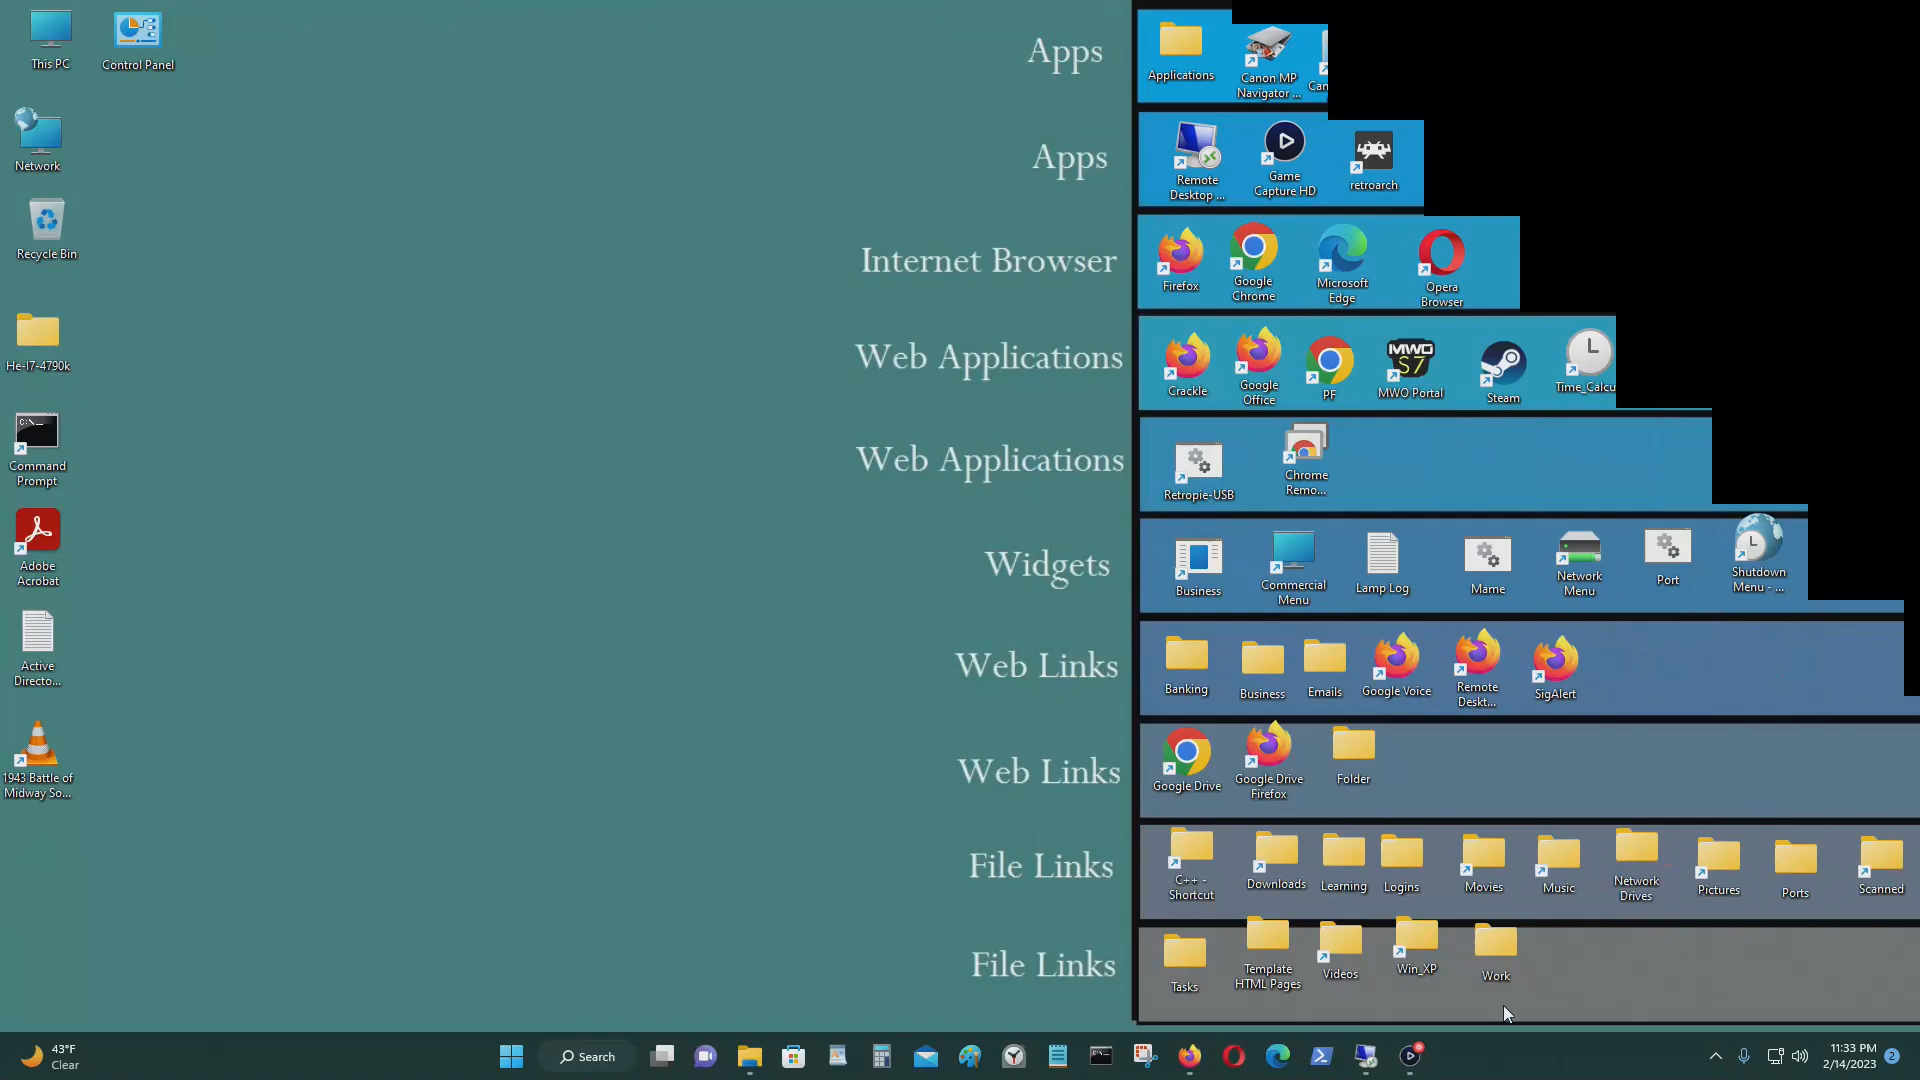 This PC
Control Panel
Network
Recycle Bin
He-I7-4790k
Command
Prompt
Adobe
Acrobat
Active
Directo...
1943 Battle of
Midway So...
Apps
Applications
Canon MP
Navigator ...
Can
Apps
Remote
Desktop ...
Game
Capture HD
retroarch
Internet Browser
Firefox
Google
Chrome
Microsoft
Edge
Opera
Browser
Web Applications
Crackle
Google
Office
PF
MWO
S7
MWO Portal
Steam
Time_Calcu
Web Applications
Retropie-USB
Chrome
Remo...
Widgets
Business
Commercial
Menu
Lamp Log
Mame
Network
Menu
Port
Shutdown
Menu - ...
Web Links
Banking
Business
Emails
Google Voice
Remote
Deskt...
SigAlert
Web Links
Google Drive
Google Drive
Firefox
Folder
File Links
C++ -
Shortcut
Downloads
Learning
Logins
Movies
Music
Network
Drives
Pictures
Ports
Scanned
File Links
Tasks
Template
HTML Pages
Videos
Win_XP
Work
43°F
Clear
Search
11:33 PM
2/14/2023
2